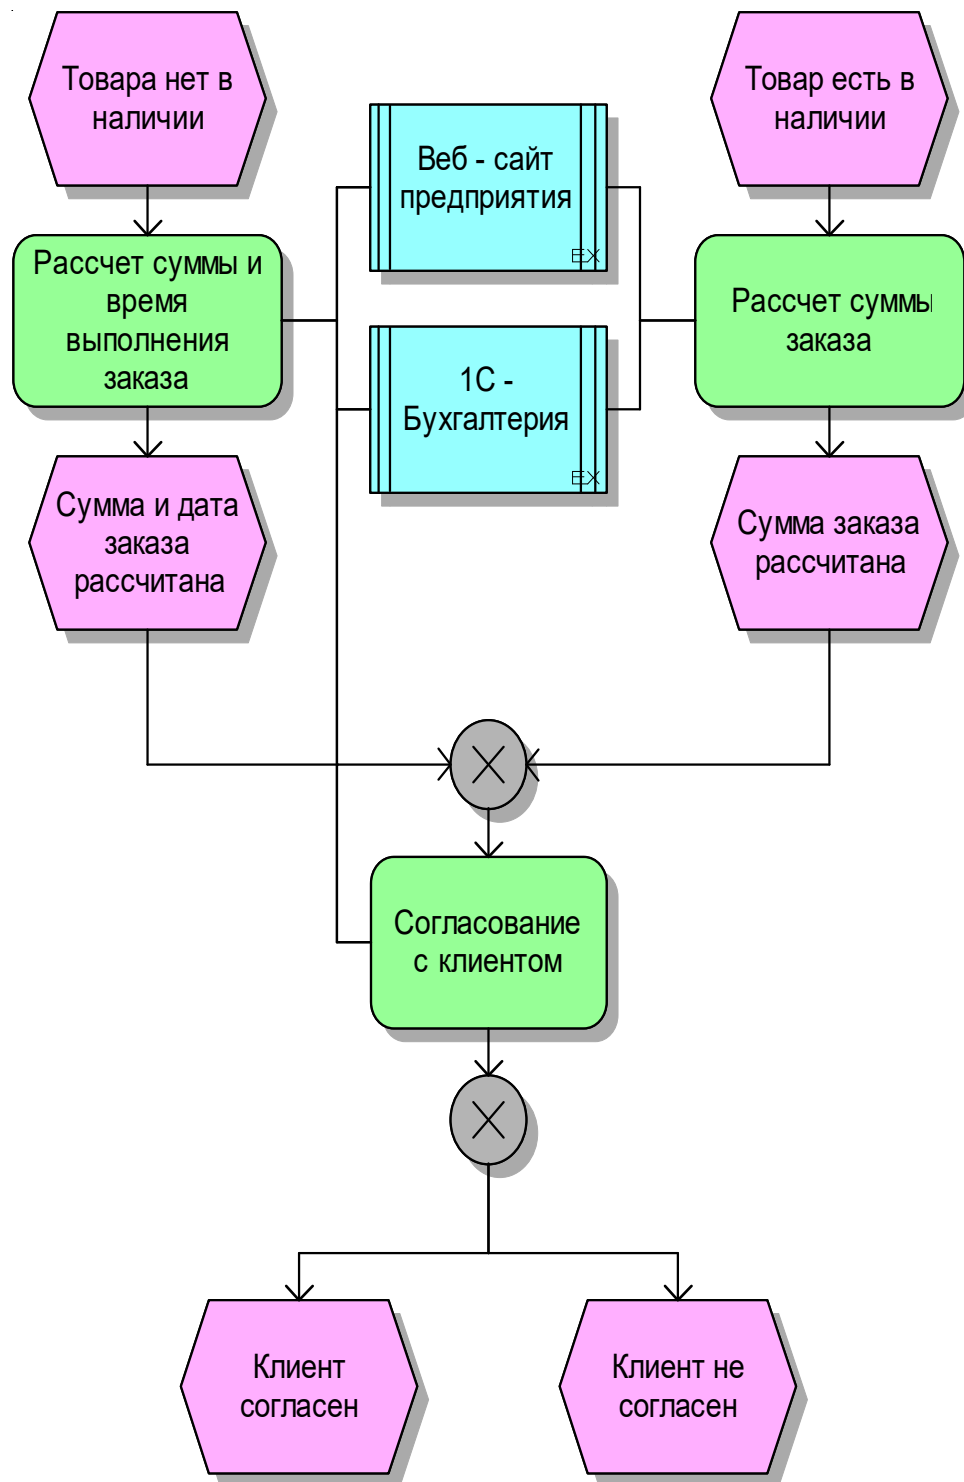 Товара нет в
наличии
Товар есть в
наличии
Веб - сайт
предприятия
EX
Рассчет суммы и
время
выполнения
заказа
Рассчет суммы
заказа
1С -
Бухгалтерия
EX
Сумма и дата
заказа
рассчитана
Сумма заказа
рассчитана
Согласование
с клиентом
Клиент
согласен
Клиент не
согласен